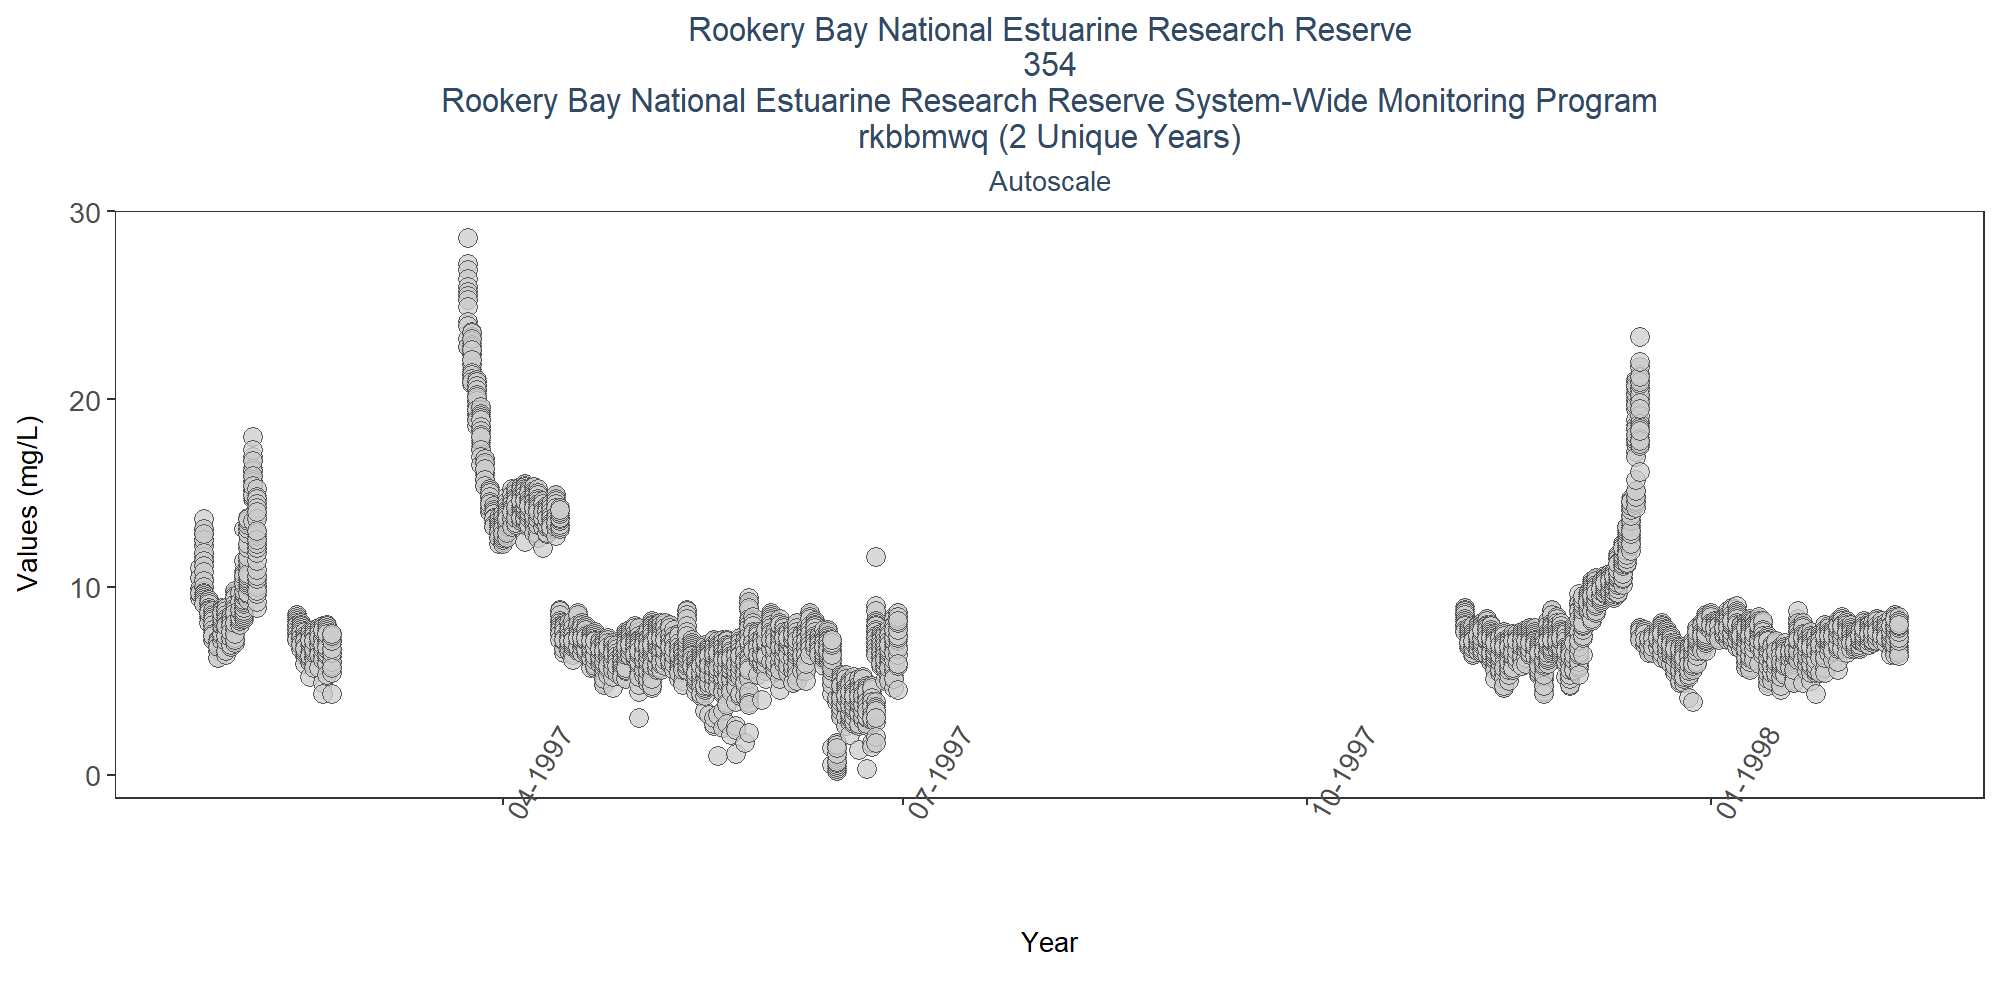 Rookery Bay National Estuarine Research Reserve
354
Rookery Bay National Estuarine Research Reserve System-Wide Monitoring Program
rkbbmwq (2 Unique Years)
Autoscale
30
20
10
0
Values (mg/L)
04-1997
07-1997
10-1997
01-1998
Year